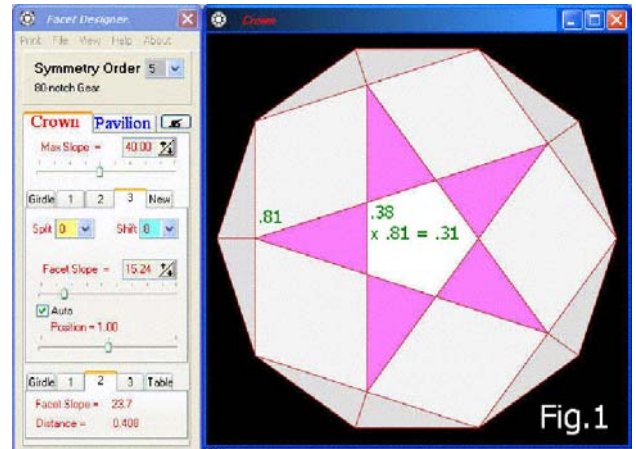 Facet Designer.
Print File View Help About
Symmetry Order 5
80-notch Gear
Crown Pavilion
Max Slope = 40.00
Girdle 1 2 3 New
Split 0 Shift 8
Facet Slope = 15.24
Auto
Position = 1.00
Girdle 1 2 3 Table
Facet Slope = 23.7
Distance = 0.408
Crown
.81
.38
x .81 = .31
Fig.1